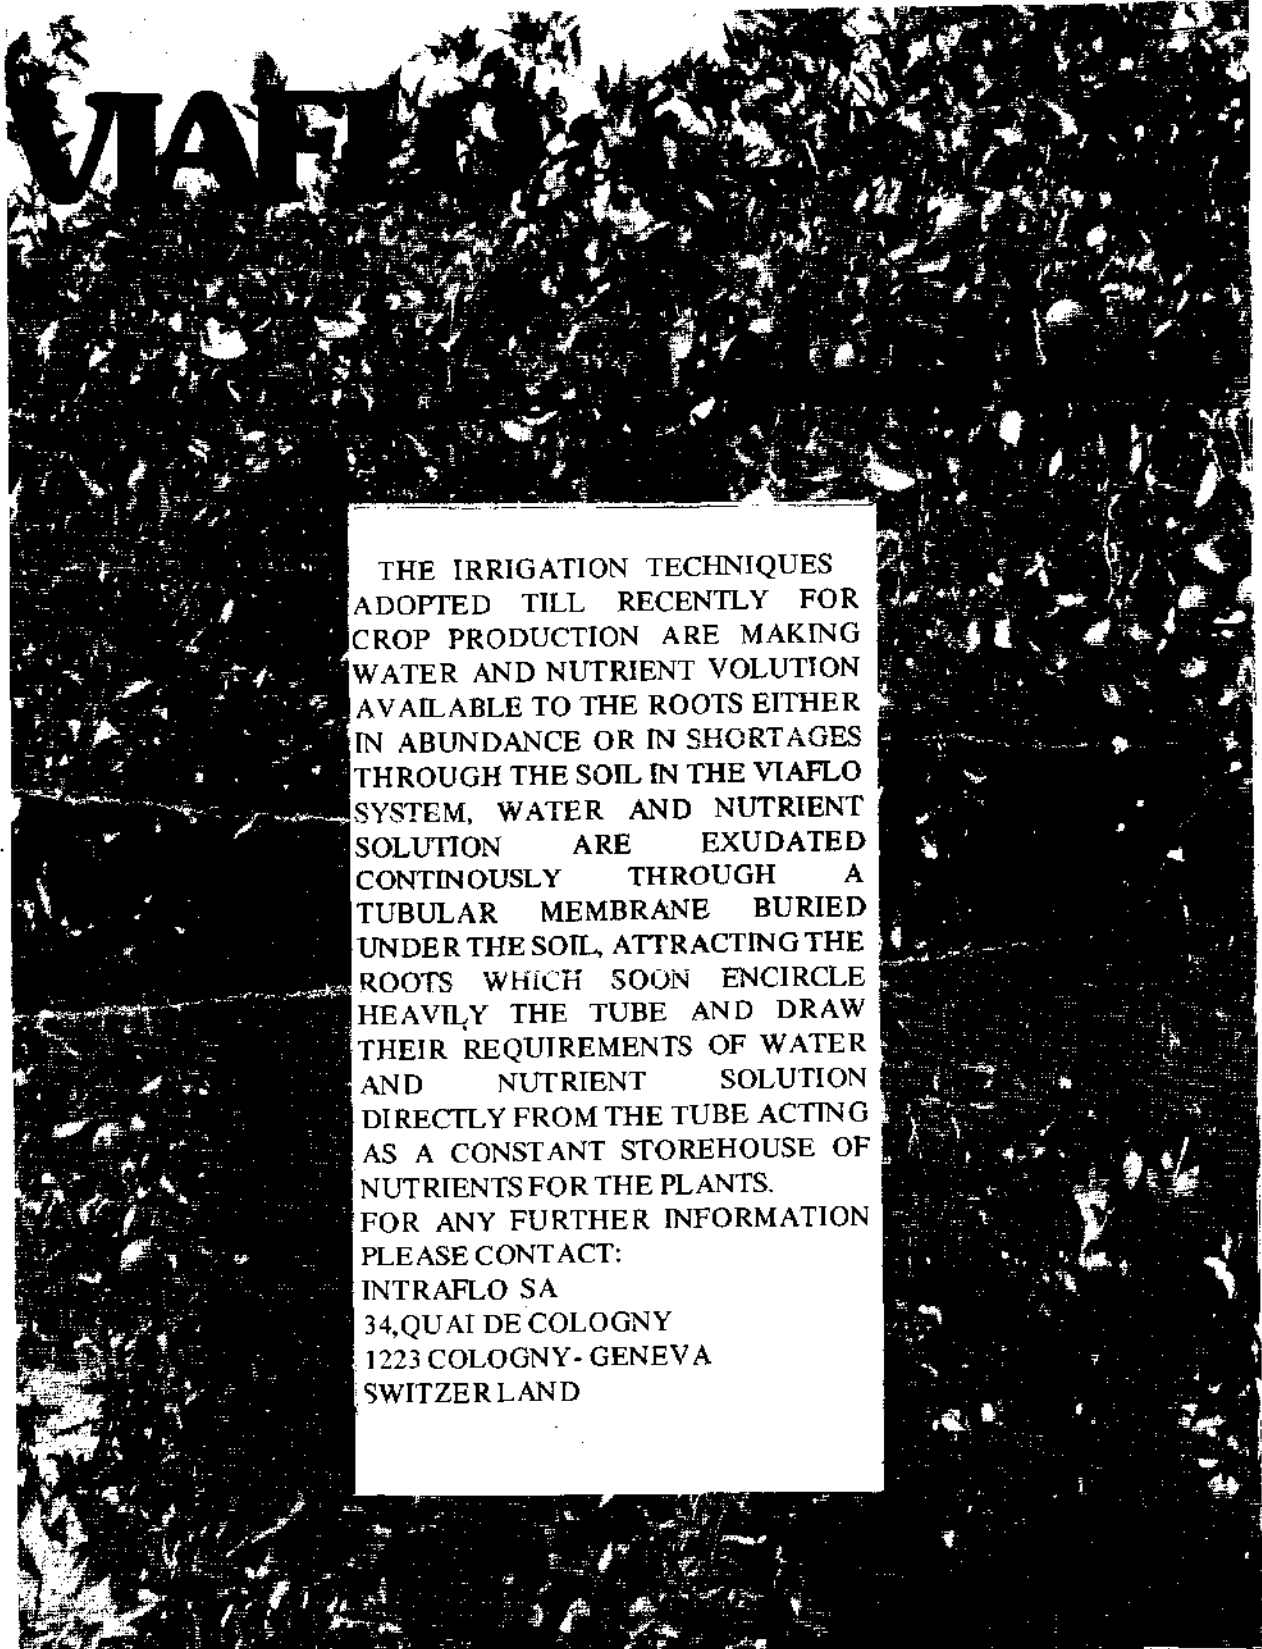 VIAFLO®
THE IRRIGATION TECHNIQUES
ADOPTED TILL RECENTLY FOR
CROP PRODUCTION ARE MAKING
WATER AND NUTRIENT VOLUTION
AVAILABLE TO THE ROOTS EITHER
IN ABUNDANCE OR IN SHORTAGES
THROUGH THE SOIL IN THE VIAFLO
SYSTEM, WATER AND NUTRIENT
SOLUTION ARE EXUDATED
CONTINOUSLY THROUGH A
TUBULAR MEMBRANE BURIED
UNDER THE SOIL, ATTRACTING THE
ROOTS WHICH SOON ENCIRCLE
HEAVILY THE TUBE AND DRAW
THEIR REQUIREMENTS OF WATER
AND NUTRIENT SOLUTION
DIRECTLY FROM THE TUBE ACTING
AS A CONSTANT STOREHOUSE OF
NUTRIENTS FOR THE PLANTS.
FOR ANY FURTHER INFORMATION
PLEASE CONTACT:
INTRAFLO SA
34,QUAI DE COLOGNY
1223 COLOGNY- GENEVA
SWITZERLAND